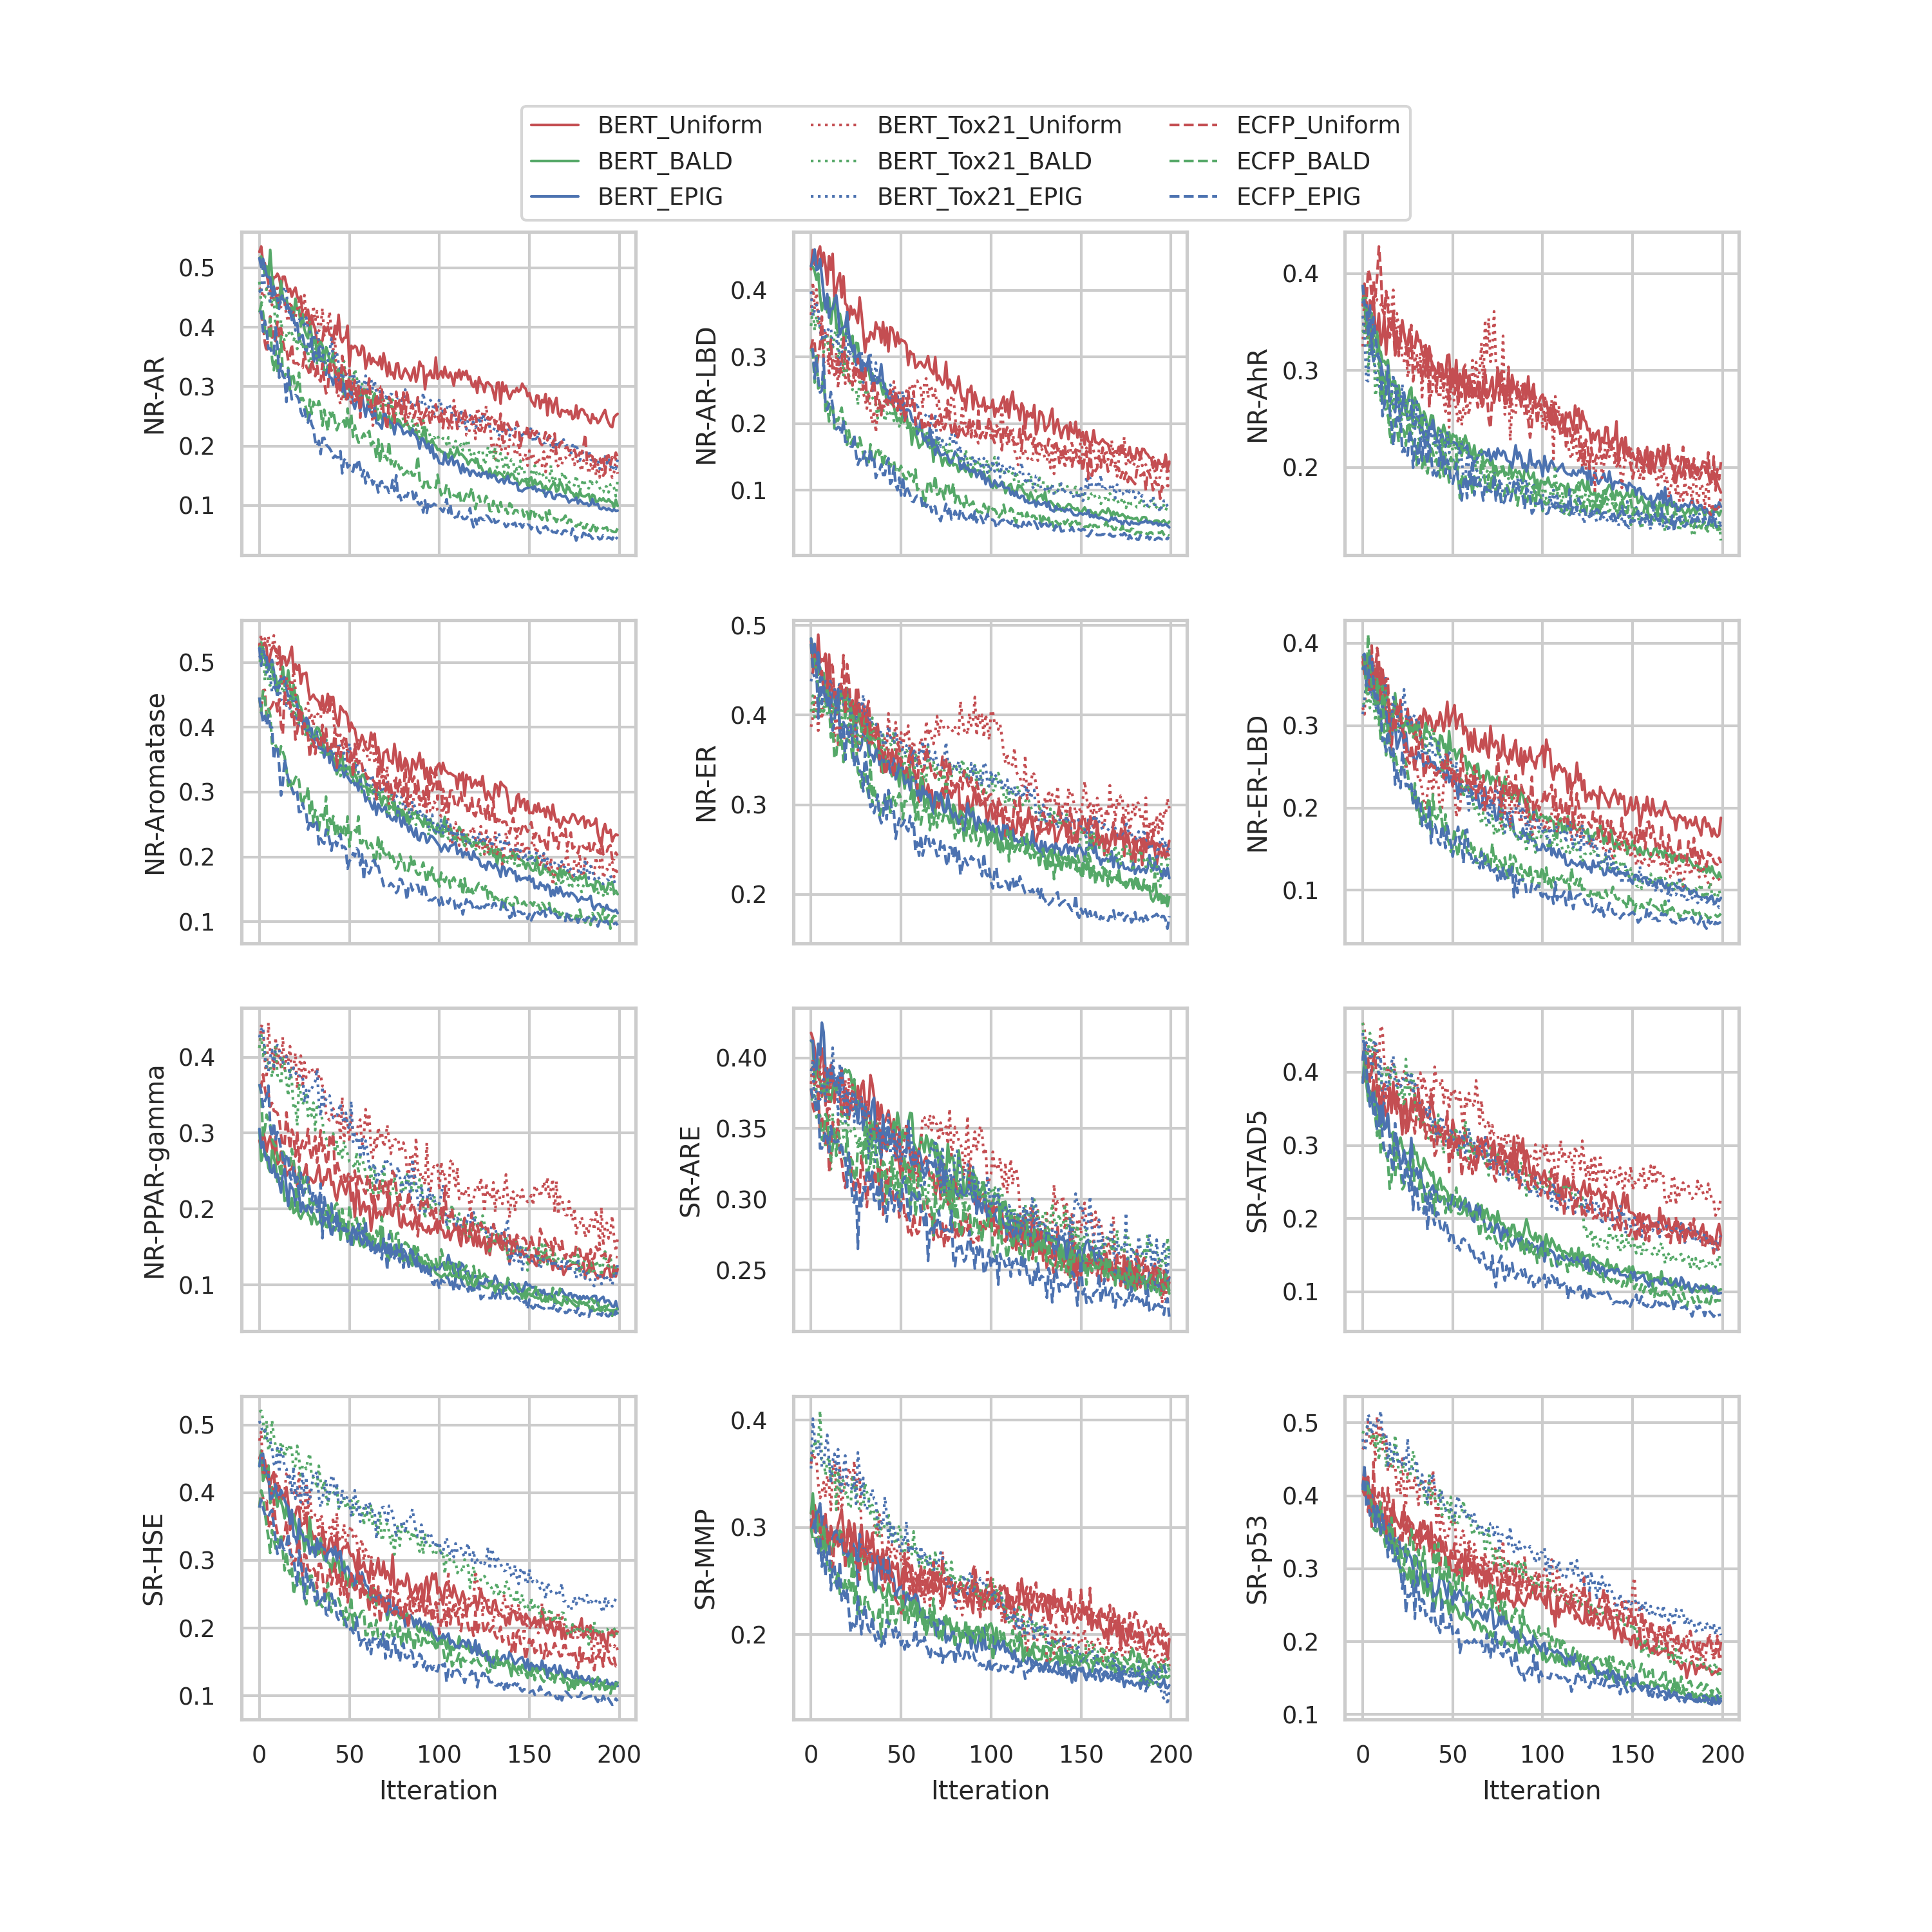 BERT_Uniform BERT_Tox21_Uniform ECFP_Uniform
BERT_BALD BERT_Tox21_BALD ECFP_BALD
BERT_EPIG BERT_Tox21_EPIG ECFP_EPIG
NR-AR
0.5
0.4
0.3
0.2
0.1
NR-AR-LBD
0.4
0.3
0.2
0.1
NR-AhR
0.4
0.3
0.2
NR-Aromatase
0.5
0.4
0.3
0.2
0.1
NR-ER
0.5
0.4
0.3
0.2
NR-ER-LBD
0.4
0.3
0.2
0.1
NR-PPAR-gamma
0.4
0.3
0.2
0.1
SR-ARE
0.40
0.35
0.30
0.25
SR-ATAD5
0.4
0.3
0.2
0.1
SR-HSE
0.5
0.4
0.3
0.2
0.1
0 50 100 150 200
Itteration
SR-MMP
0.4
0.3
0.2
0 50 100 150 200
Itteration
SR-p53
0.5
0.4
0.3
0.2
0.1
0 50 100 150 200
Itteration